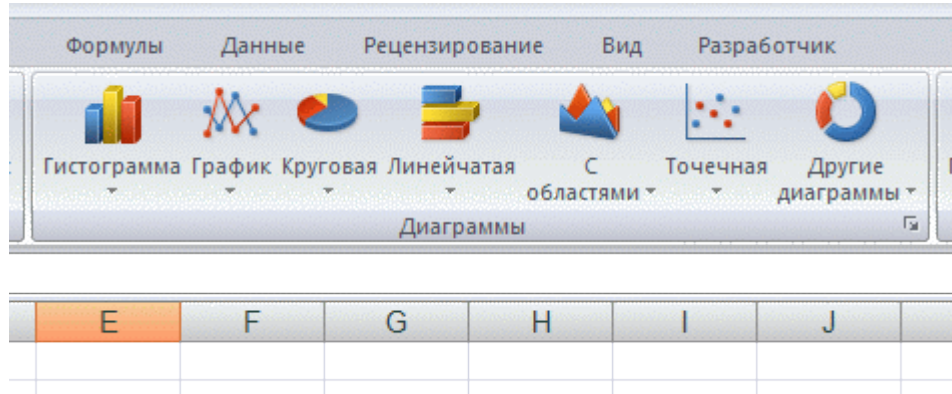 Формулы Данные Рецензирование Вид Разработчик
Гистограмма График Круговая Линейчатая С областями Точечная Другие диаграммы
Диаграммы
E F G H I J